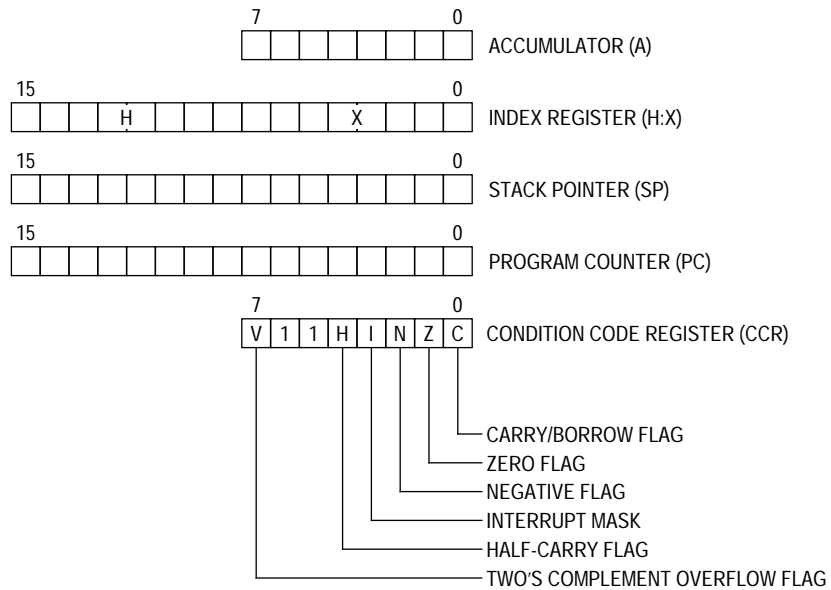 7 0
ACCUMULATOR (A)
15 0
H X INDEX REGISTER (H:X)
15 0
STACK POINTER (SP)
15 0
PROGRAM COUNTER (PC)
7 0
V 1 1 H I N Z C CONDITION CODE REGISTER (CCR)
CARRY/BORROW FLAG
ZERO FLAG
NEGATIVE FLAG
INTERRUPT MASK
HALF-CARRY FLAG
TWO'S COMPLEMENT OVERFLOW FLAG